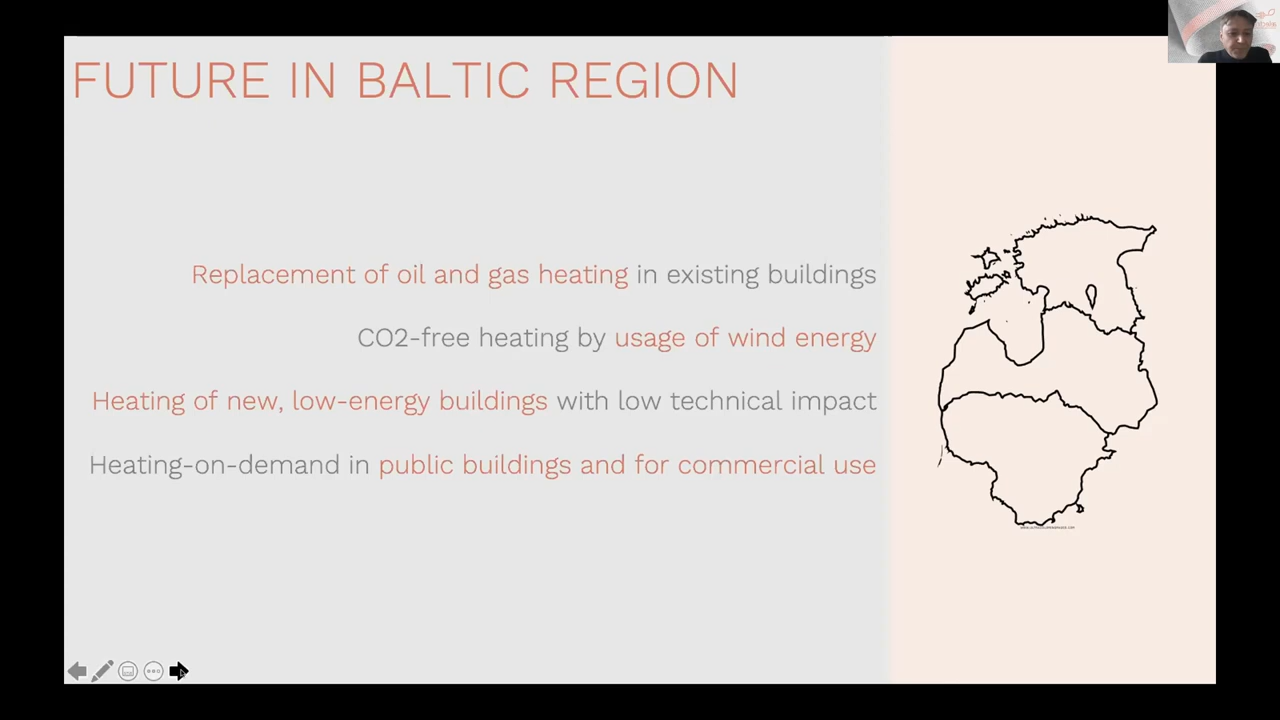 FUTURE IN BALTIC REGION
Replacement of oil and gas heating in existing buildings
CO2-free heating by usage of wind energy
Heating of new, low-energy buildings with low technical impact
Heating-on-demand in public buildings and for commercial use